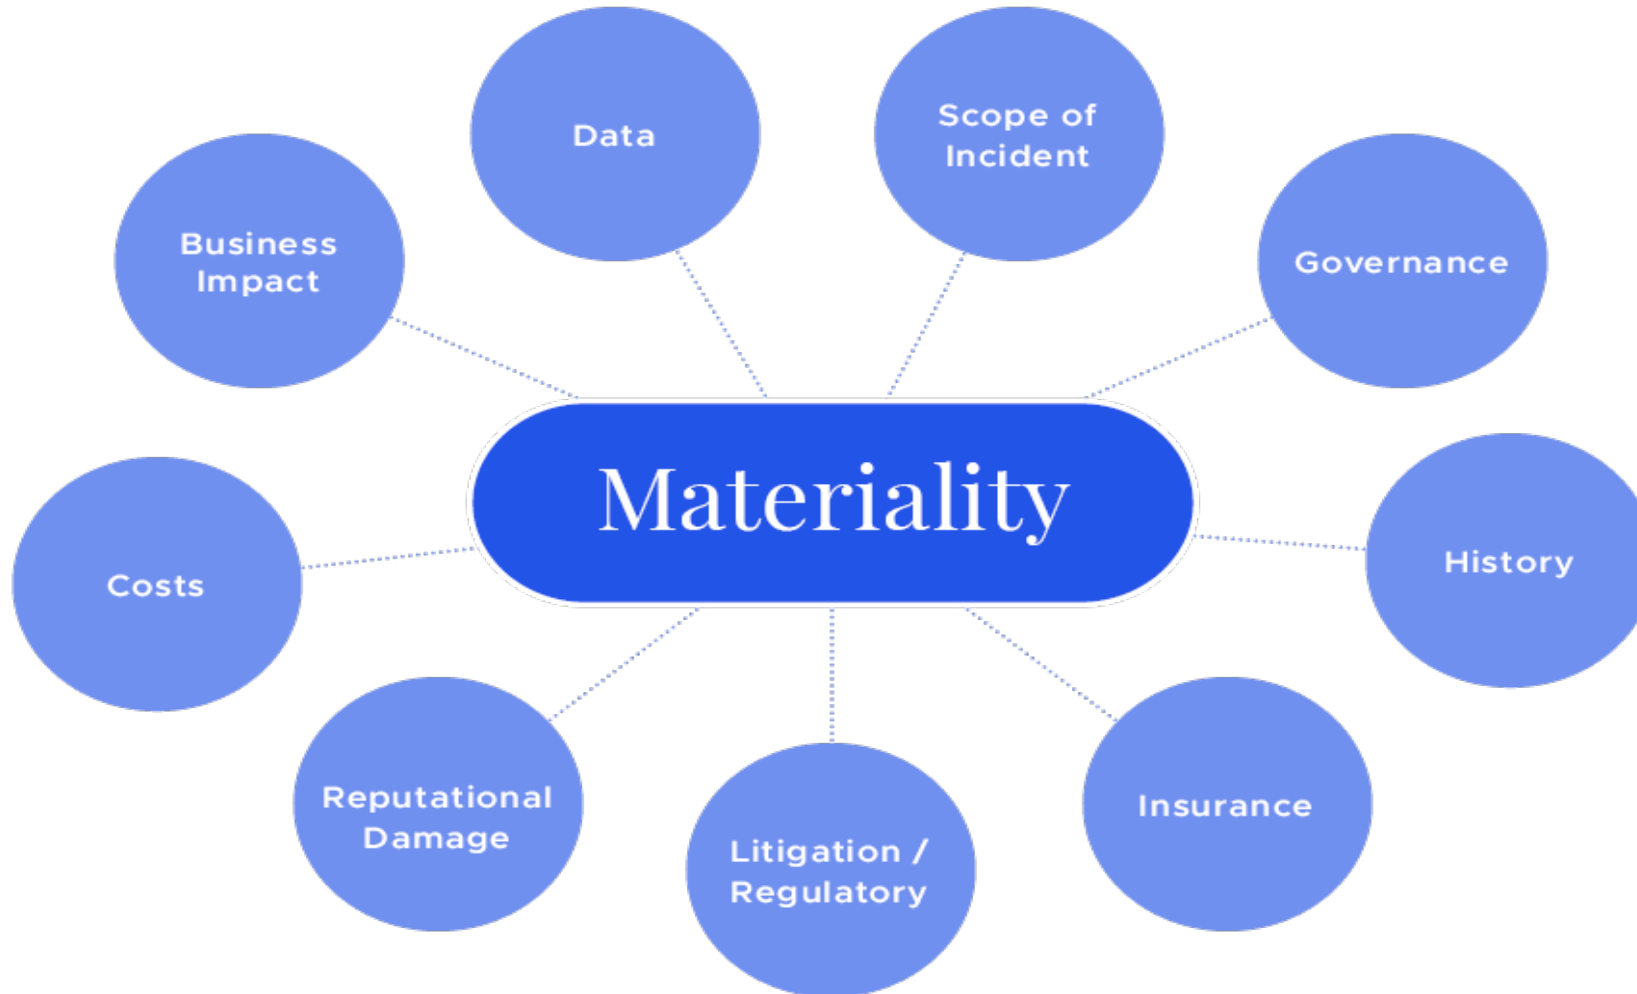 Data
Scope of
Incident
Business
Impact
Governance
Materiality
Costs
History
Reputational
Damage
Litigation /
Regulatory
Insurance